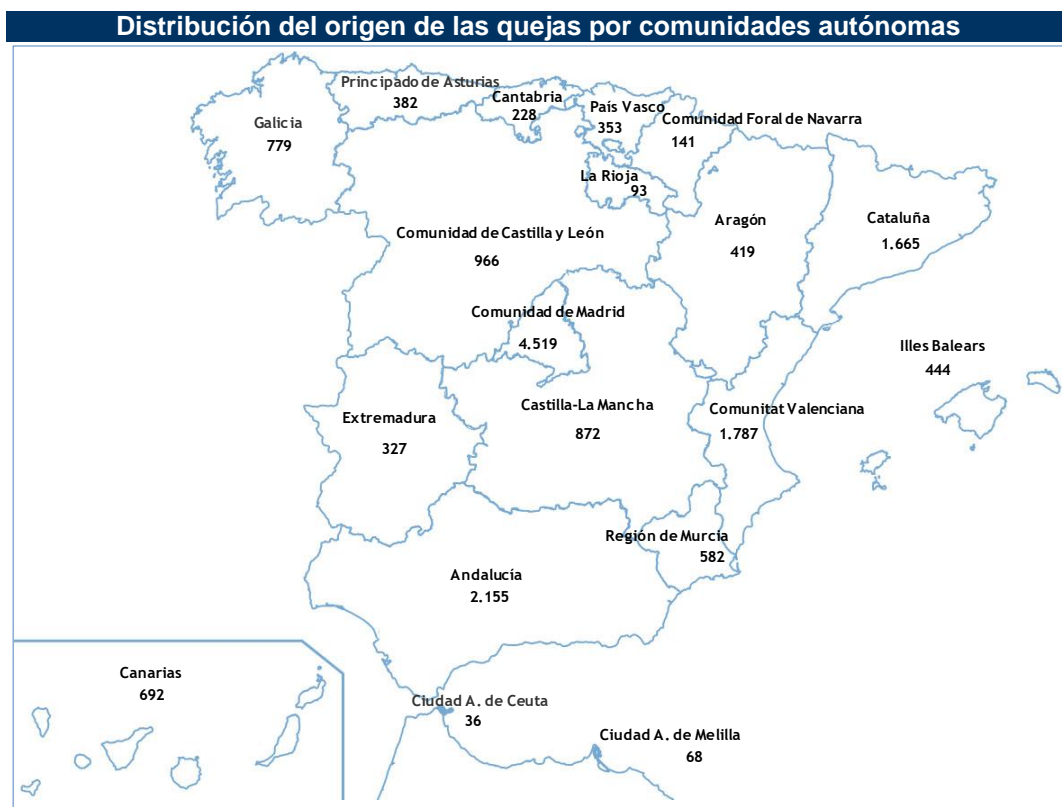 Distribución del origen de las quejas por comunidades autónomas
Principado de Asturias
382
Cantabria
228
País Vasco
353
Comunidad Foral de Navarra
141
Galicia
779
La Rioja
93
Aragón
419
Cataluña
1.665
Comunidad de Castilla y León
966
Comunidad de Madrid
4.519
Illes Balears
444
Extremadura
327
Castilla-La Mancha
872
Comunitat Valenciana
1.787
Región de Murcia
582
Andalucía
2.155
Canarias
692
Ciudad A. de Ceuta
36
Ciudad A. de Melilla
68